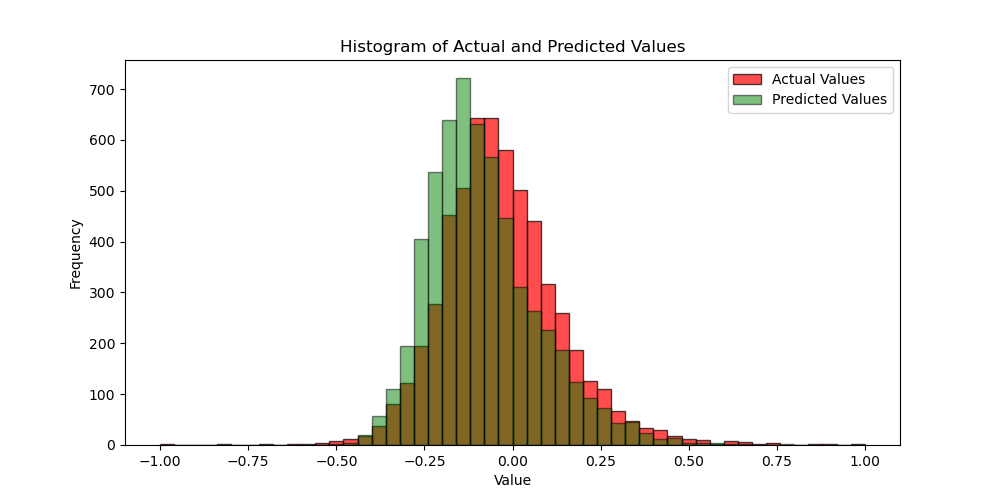 Histogram of Actual and Predicted Values
Actual Values
Predicted Values
700
600
500
400
300
200
100
0
Frequency
−1.00 −0.75 −0.50 −0.25 0.00 0.25 0.50 0.75 1.00
Value